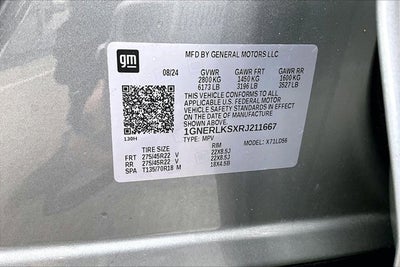 gm
MFD BY GENERAL MOTORS LLC
08/24 GVWR GAWR FRT GAWR RR
2800 KG 1450 KG 1600 KG
6173 LB 3196 LB 3527 LB
THIS VEHICLE CONFORMS TO ALL
APPLICABLE U.S. FEDERAL MOTOR
VEHICLE SAFETY STANDARDS IN EFFECT
ON THE DATE OF MANUFACTURE SHOWN ABOVE.
1GNERLKSXRJ211667
130H TYPE: MPV MODEL: X71LD56
TIRE SIZE RIM
FRT 275/45R22 V 22X8.5J
RR 275/45R22 V 22X8.5J
SPA T135/70R18 M 18X4.5B